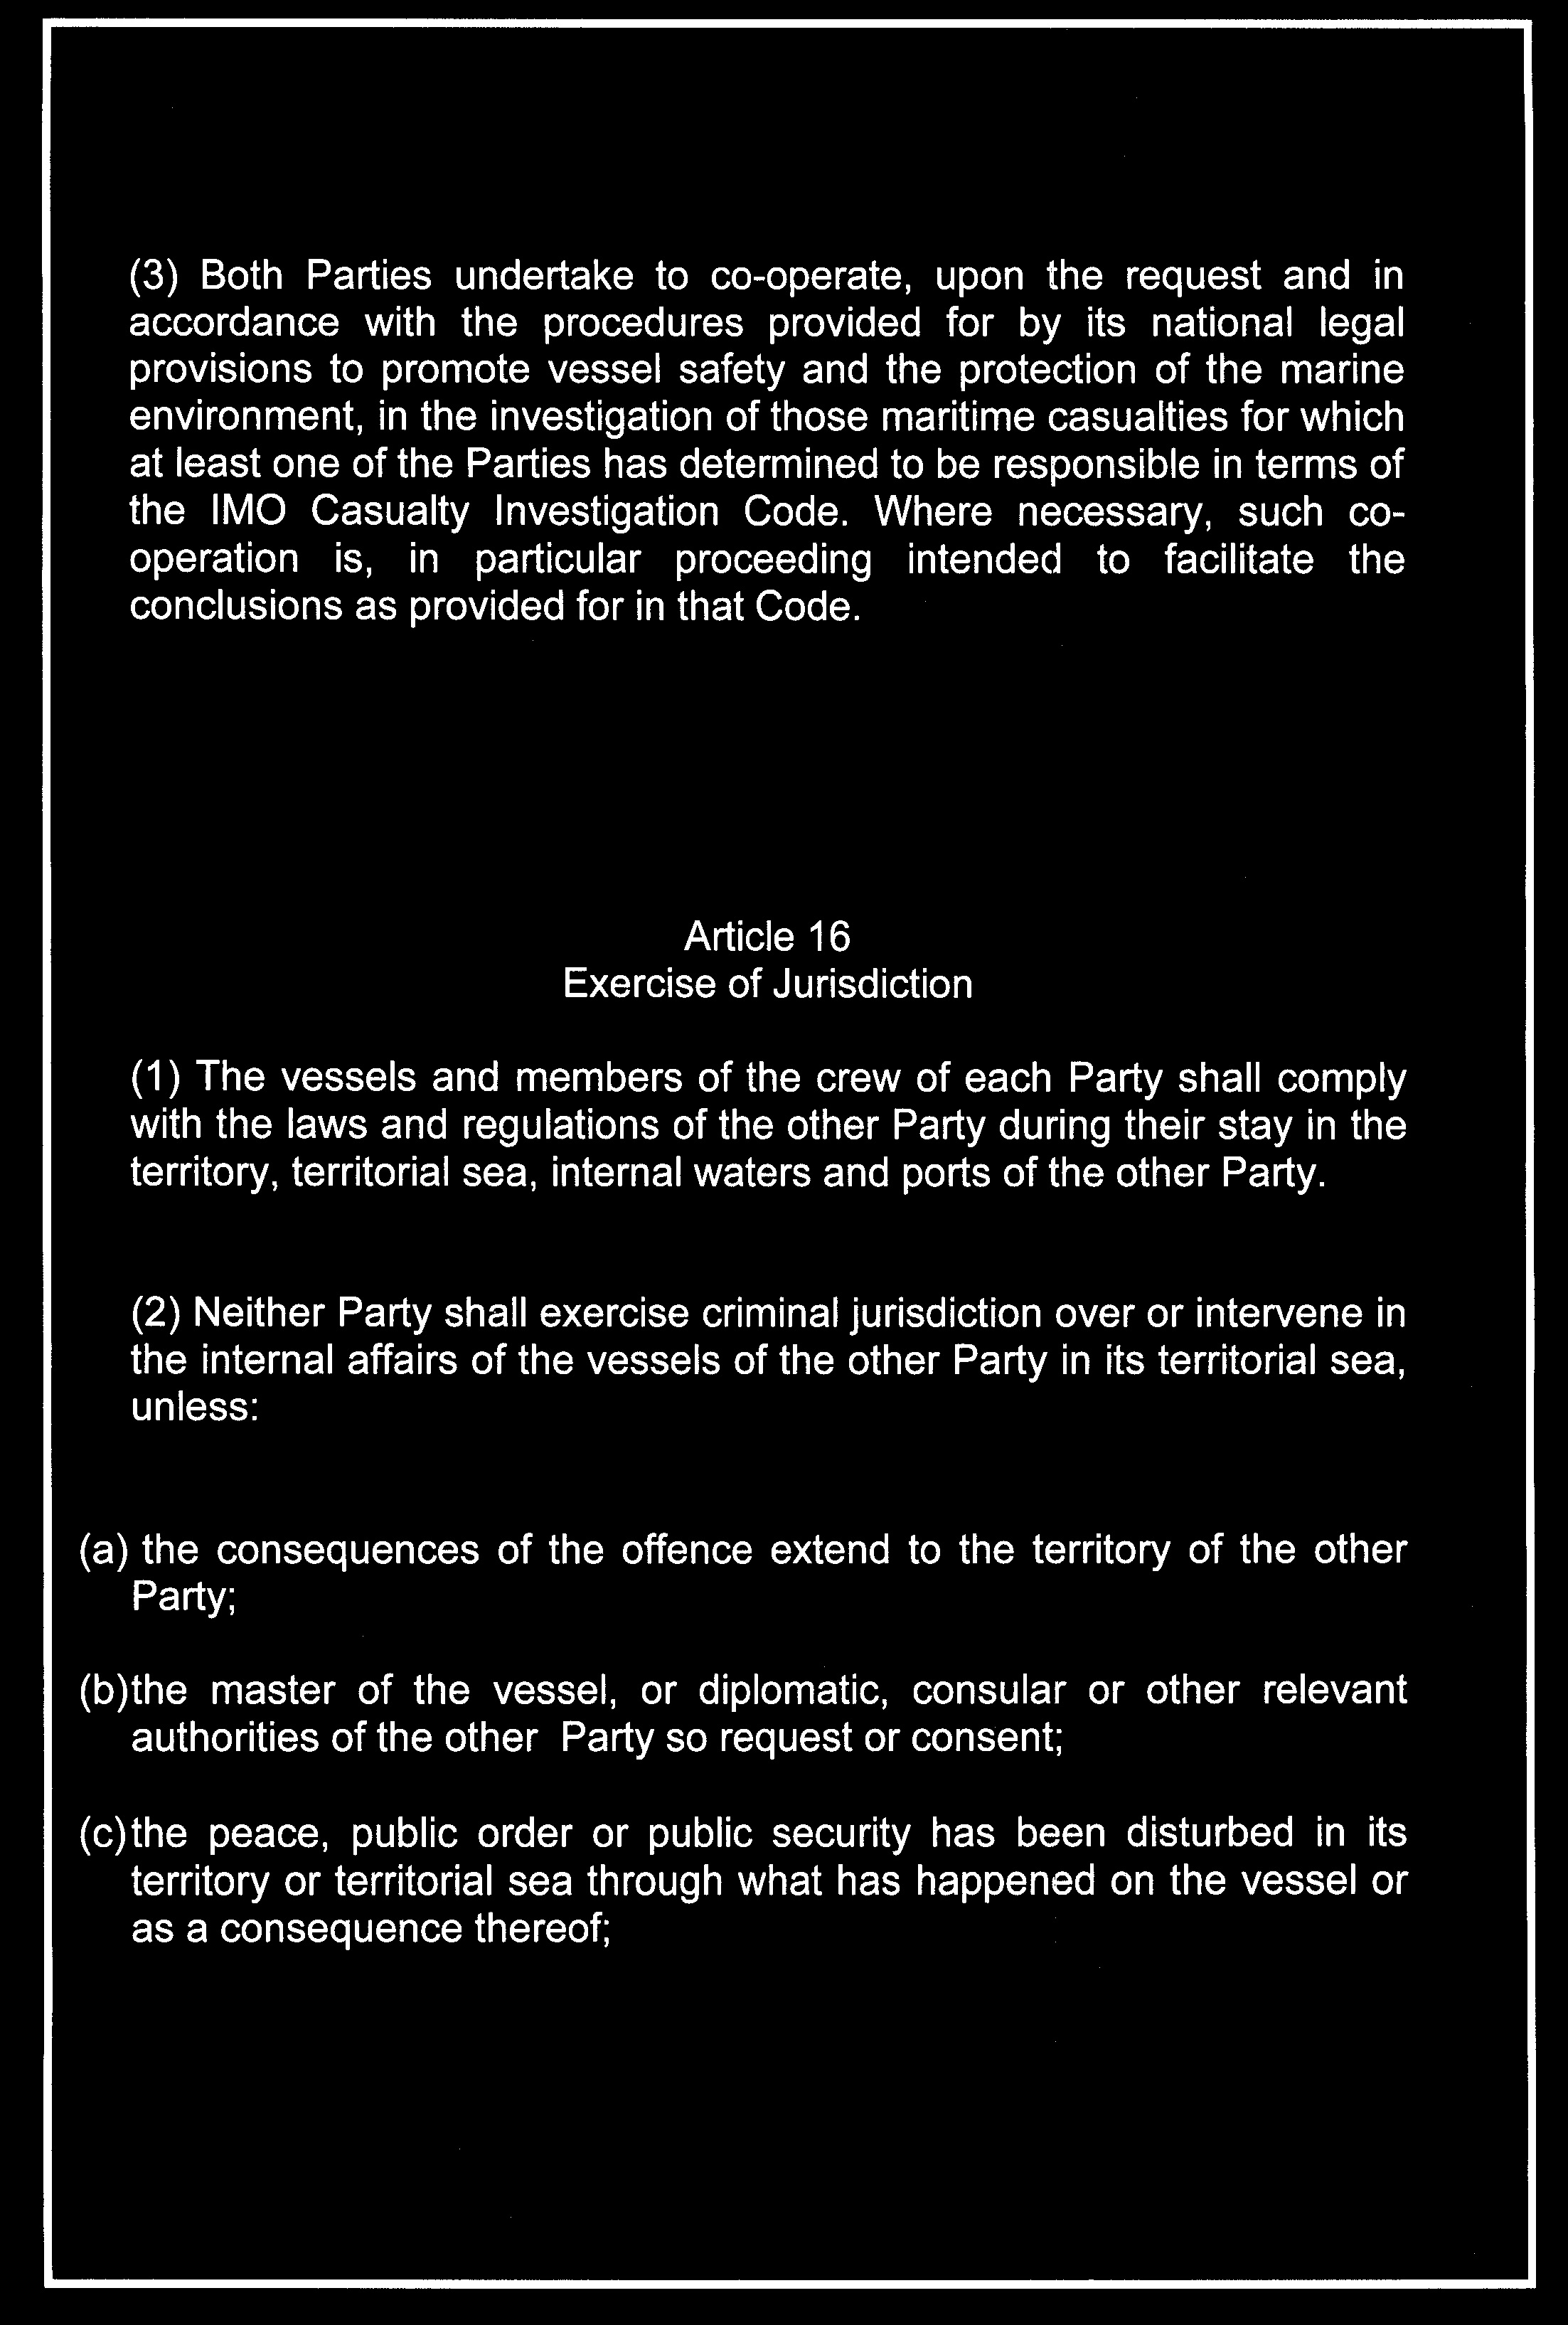 (3) Both Parties undertake to co-operate, upon the request and in
accordance with the procedures provided for by its national legal
provisions to promote vessel safety and the protection of the marine
environment, in the investigation of those maritime casualties for which
at least one of the Parties has determined to be responsible in terms of
the IMO Casualty Investigation Code. Where necessary, such co-
operation is, in particular proceeding intended to facilitate the
conclusions as provided for in that Code.
Article 16
Exercise of Jurisdiction
(1) The vessels and members of the crew of each Party shall comply
with the laws and regulations of the other Party during their stay in the
territory, territorial sea, internal waters and ports of the other Party.
(2) Neither Party shall exercise criminal jurisdiction over or intervene in
the internal affairs of the vessels of the other Party in its territorial sea,
unless:
(a) the consequences of the offence extend to the territory of the other
Party;
(b)the master of the vessel, or diplomatic, consular or other relevant
authorities of the other Party so request or consent;
(c)the peace, public order or public security has been disturbed in its
territory or territorial sea through what has happened on the vessel or
as a consequence thereof;